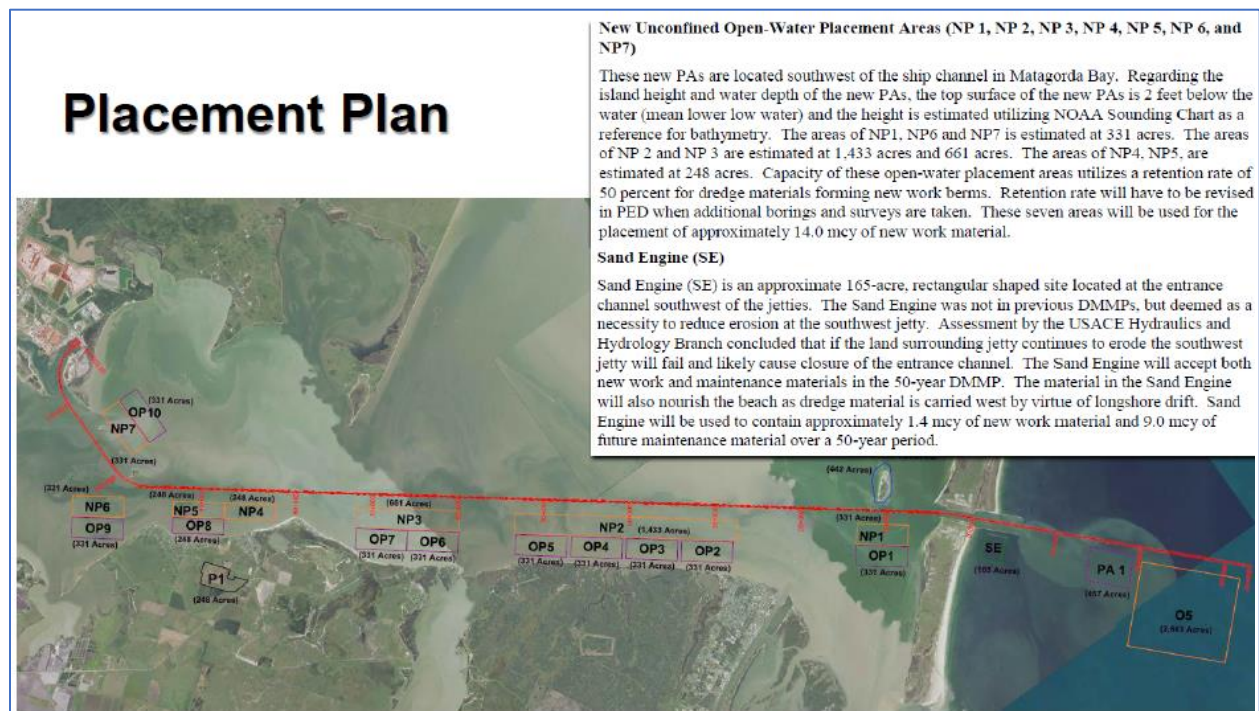 Placement Plan
New Unconfined Open-Water Placement Areas (NP 1, NP 2, NP 3, NP 4, NP 5, NP 6, and
NP7)
These new PAs are located southwest of the ship channel in Matagorda Bay. Regarding the
island height and water depth of the new PAs, the top surface of the new PAs is 2 feet below the
water (mean lower low water) and the height is estimated utilizing NOAA Sounding Chart as a
reference for bathymetry. The areas of NP1, NP6 and NP7 is estimated at 331 acres. The areas
of NP 2 and NP 3 are estimated at 1,433 acres and 661 acres. The areas of NP4, NP5, are
estimated at 248 acres. Capacity of these open-water placement areas utilizes a retention rate of
50 percent for dredge materials forming new work berms. Retention rate will have to be revised
in PED when additional borings and surveys are taken. These seven areas will be used for the
placement of approximately 14.0 mcy of new work material.
Sand Engine (SE)
Sand Engine (SE) is an approximate 165-acre, rectangular shaped site located at the entrance
channel southwest of the jetties. The Sand Engine was not in previous DMMPs, but deemed as a
necessity to reduce erosion at the southwest jetty. Assessment by the USACE Hydraulics and
Hydrology Branch concluded that if the land surrounding jetty continues to erode the southwest
jetty will fail and likely cause closure of the entrance channel. The Sand Engine will accept both
new work and maintenance materials in the 50-year DMMP. The material in the Sand Engine
will also nourish the beach as dredge material is carried west by virtue of longshore drift. Sand
Engine will be used to contain approximately 1.4 mcy of new work material and 9.0 mcy of
future maintenance material over a 50-year period.
(331 Acres)
OP10
NP7
(331 Acres)
(331 Acres)
NP6
OP9
(331 Acres)
(248 Acres)
NP5
OP8
(248 Acres)
(248 Acres)
NP4
P1
(661 Acres)
NP3
OP7
OP6
(331 Acres)
(331 Acres)
NP2
(1,433 Acres)
OP5
OP4
OP3
OP2
(331 Acres)
(331 Acres)
(331 Acres)
(331 Acres)
(331 Acres)
NP1
OP1
(331 Acres)
SE
(165 Acres)
PA 1
O5